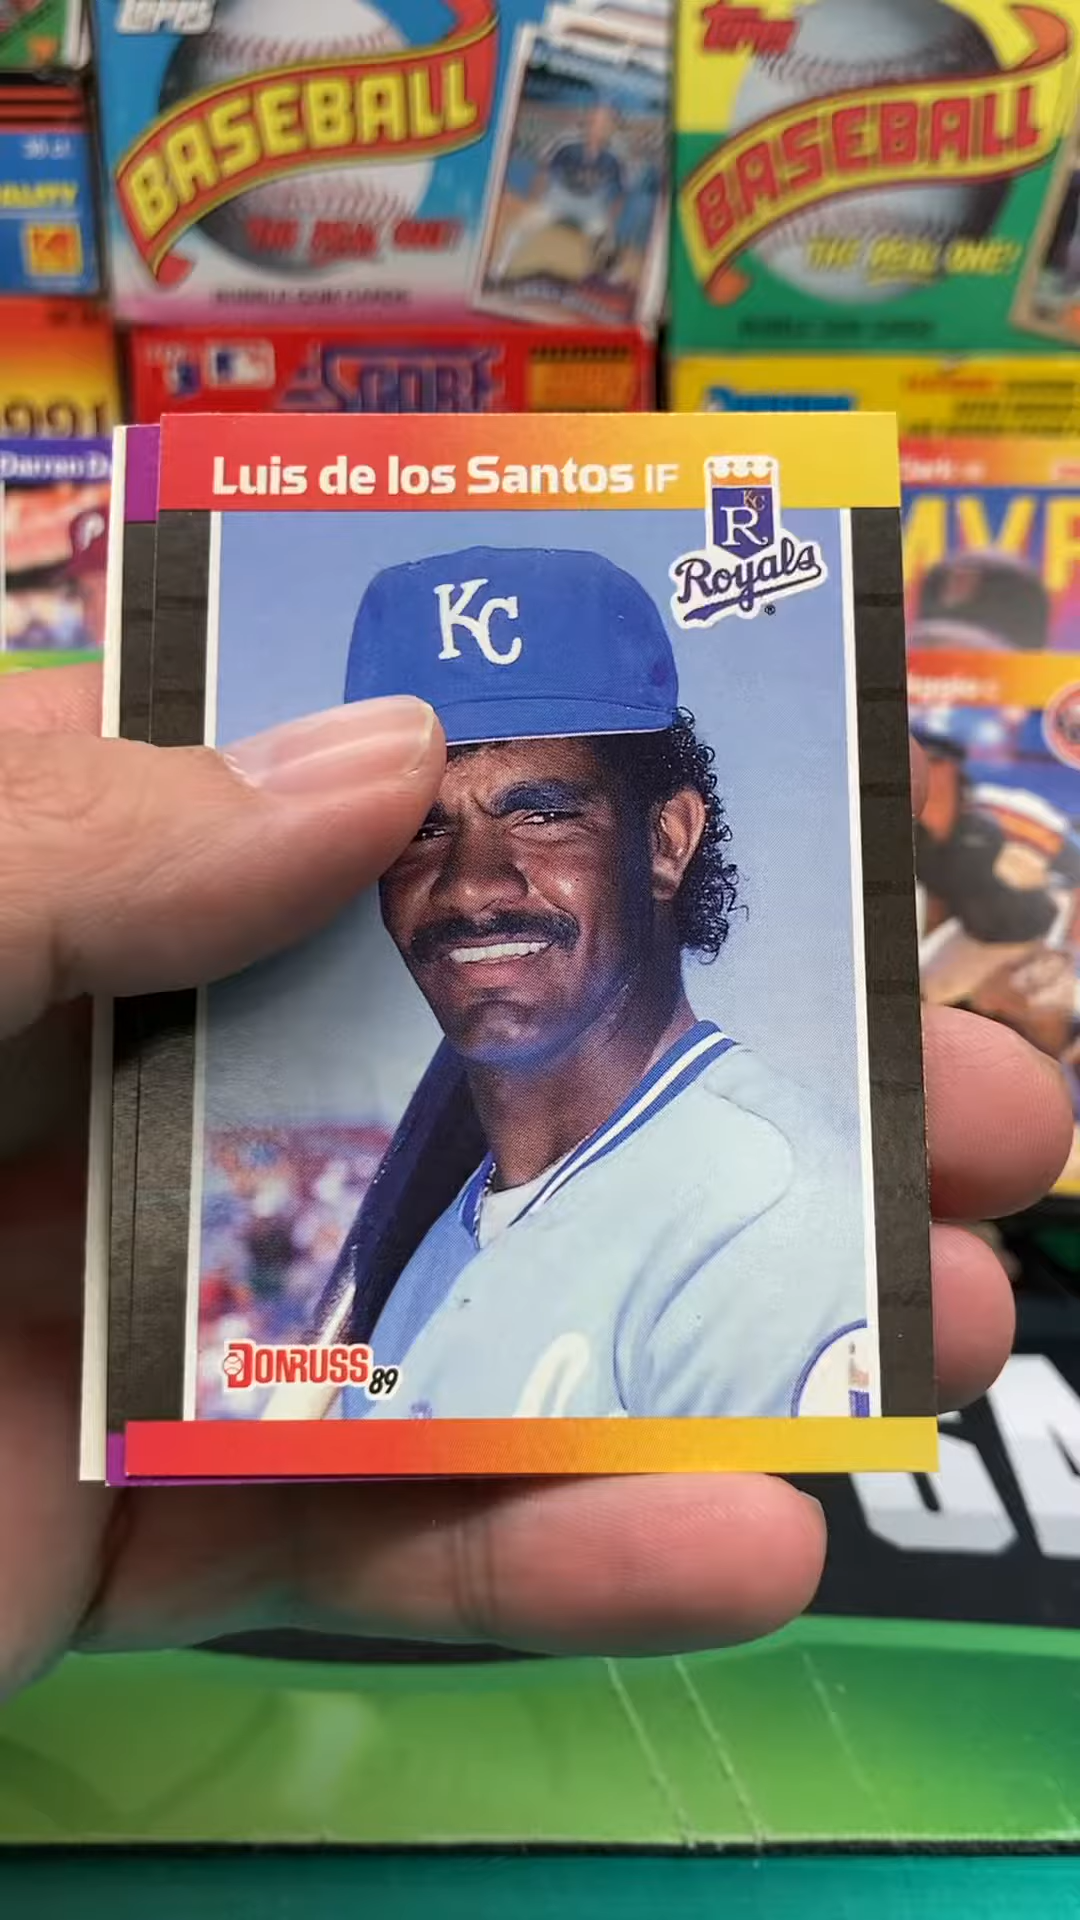 TOPPS
BASEBALL
THE REAL ONE!
BUBBLE GUM CARDS
TOPPS
BASEBALL
THE REAL ONE!
SCORE
1991
Luis de los Santos IF
KC
R
Royals
®
KC
MVP
DONRUSS 89